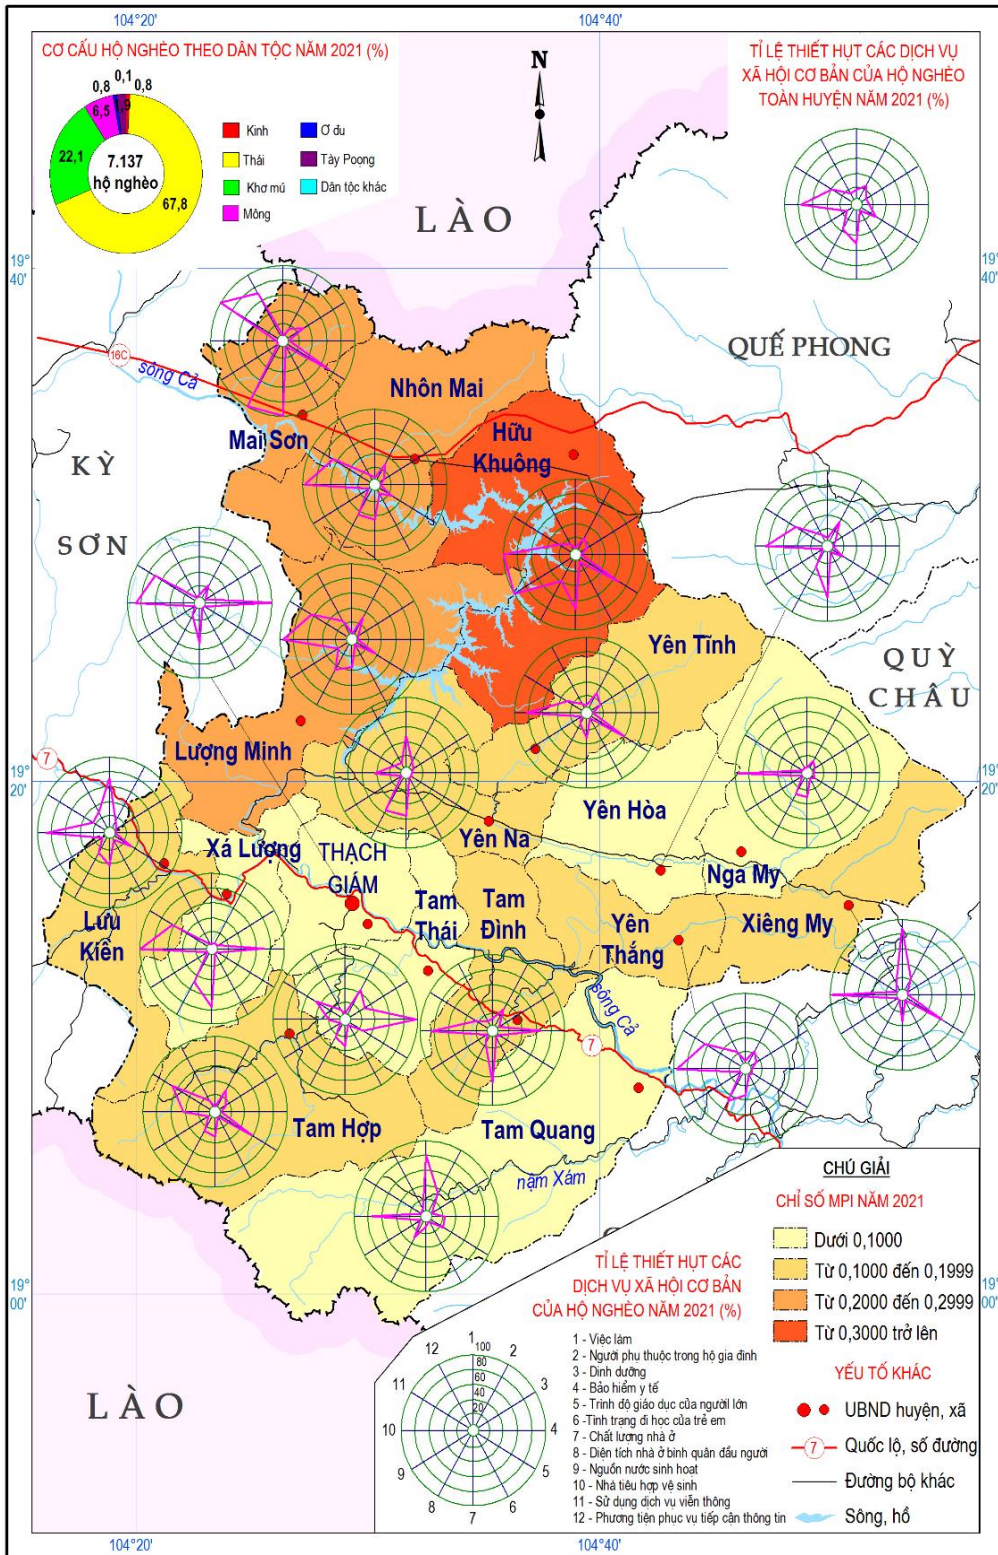 104°20'
104°40'
CƠ CẤU HỘ NGHÈO THEO DÂN TỘC NĂM 2021 (%)
0,8
0,1
0,8
6,5
1,9
22,1
7.137
hộ nghèo
67,8
Kinh
Thái
Khơ mú
Mông
Ơ đu
Tày Poọng
Dân tộc khác
N
TỈ LỆ THIẾT HỤT CÁC DỊCH VỤ
XÃ HỘI CƠ BẢN CỦA HỘ NGHÈO
TOÀN HUYỆN NĂM 2021 (%)
LÀO
19°
40'
19°
40'
QUẾ PHONG
16C
sông Cả
Nhôn Mai
Mai Sơn
Hữu
Khuông
KỲ
SƠN
QUỲ
CHÂU
Yên Tĩnh
Lượng Minh
7
19°
20'
19°
20'
Yên Hòa
Yên Na
Xá Lượng
THẠCH
GIÁM
Nga My
Tam
Thái
Tam
Đình
Lưu
Kiền
Yên
Thắng
Xiêng My
sông Cả
7
Tam Hợp
Tam Quang
nậm Xám
19°
00'
19°
00'
LÀO
CHÚ GIẢI
CHỈ SỐ MPI NĂM 2021
Dưới 0,1000
Từ 0,1000 đến 0,1999
Từ 0,2000 đến 0,2999
Từ 0,3000 trở lên
TỈ LỆ THIẾT HỤT CÁC
DỊCH VỤ XÃ HỘI CƠ BẢN
CỦA HỘ NGHÈO NĂM 2021 (%)
1
2
3
4
5
6
7
8
9
10
11
12
100
80
60
40
20
1 - Việc làm
2 - Người phụ thuộc trong hộ gia đình
3 - Dinh dưỡng
4 - Bảo hiểm y tế
5 - Trình độ giáo dục của ngườil lớn
6 -Tình trạng đi học của trẻ em
7 - Chất lượng nhà ở
8 - Diện tích nhà ở bình quân đầu người
9 - Nguồn nước sinh hoạt
10 - Nhà tiêu hợp vệ sinh
11 - Sử dụng dịch vụ viễn thông
12 - Phương tiện phục vụ tiếp cận thông tin
YẾU TỐ KHÁC
UBND huyện, xã
7
Quốc lộ, số đường
Đường bộ khác
Sông, hồ
104°20'
104°40'